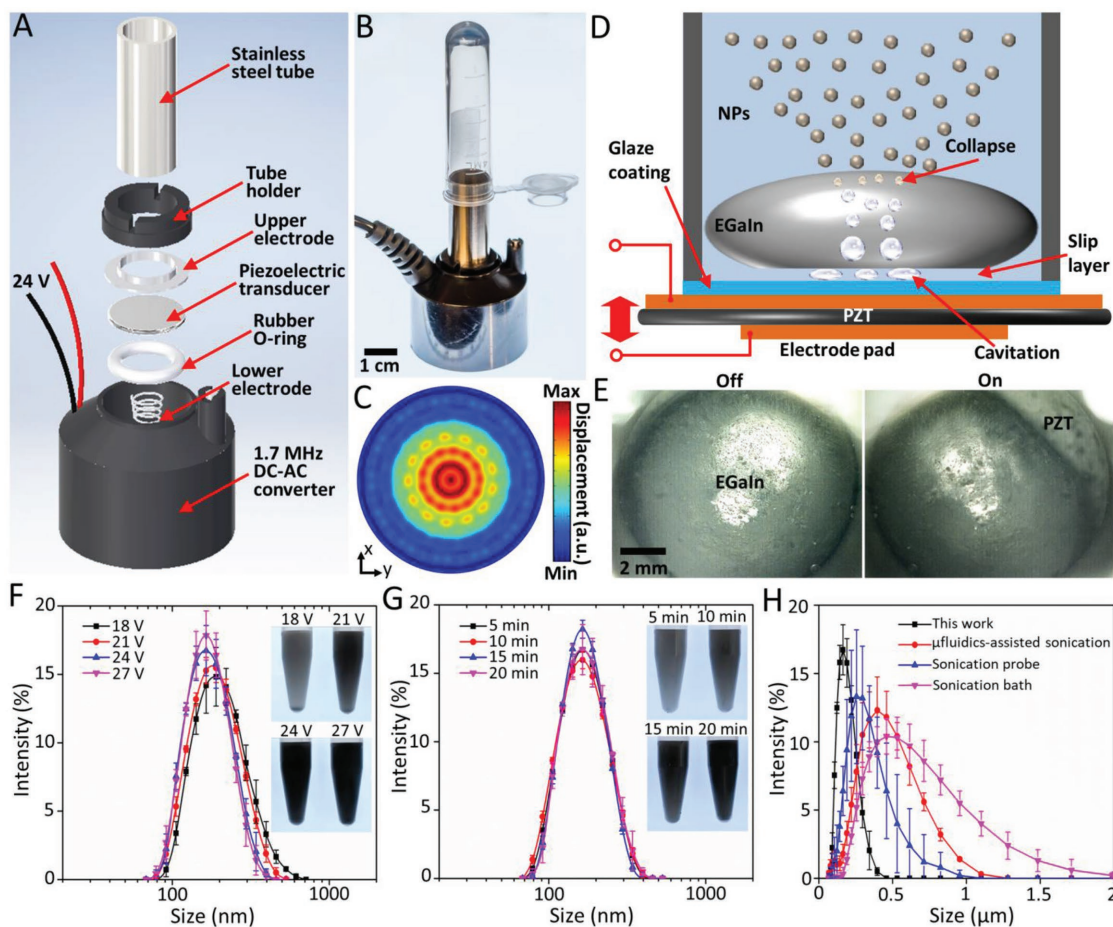 A
Stainless
steel tube
Tube
holder
Upper
electrode
24 V
Piezoelectric
transducer
Rubber
O-ring
Lower
electrode
1.7 MHz
DC-AC
converter
B
1 cm
C
Max
Displacement (a.u.)
Min
x
y
D
NPs
Collapse
Glaze
coating
EGaIn
Slip
layer
PZT
Electrode pad
Cavitation
E
Off
On
EGaIn
PZT
2 mm
F
18 V
21 V
24 V
27 V
18 V 21 V
24 V 27 V
Intensity (%)
20
15
10
5
0
100 1000
Size (nm)
G
5 min
10 min
15 min
20 min
5 min 10 min
15 min 20 min
Intensity (%)
20
15
10
5
0
100 1000
Size (nm)
H
This work
μfluidics-assisted sonication
Sonication probe
Sonication bath
Intensity (%)
20
15
10
5
0
0 0.5 1 1.5 2
Size (μm)